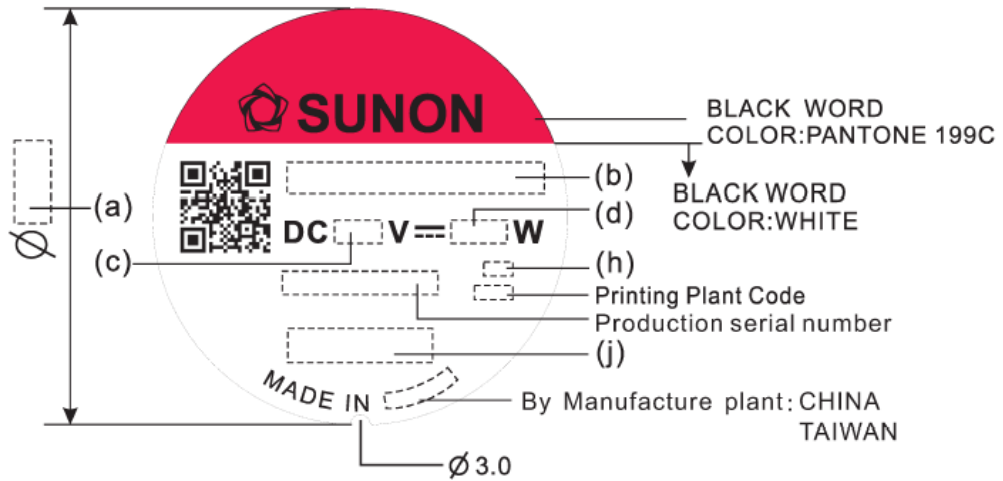 SUNON
BLACK WORD
COLOR:PANTONE 199C
BLACK WORD
COLOR:WHITE
(a)
Ø
(b)
(d)
DC V W
(c)
(h)
Printing Plant Code
Production serial number
(j)
MADE IN
By Manufacture plant: CHINA
TAIWAN
Ø 3.0